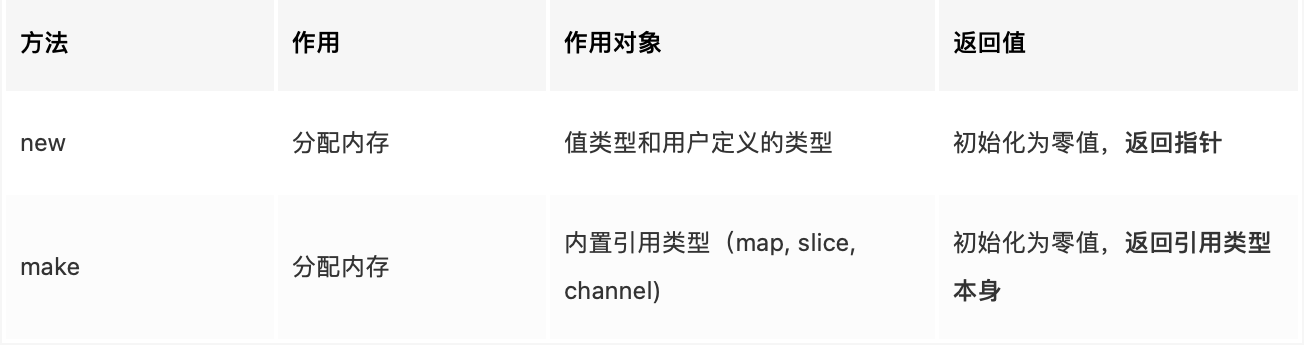 方法 作用 作用对象 返回值
new 分配内存 值类型和用户定义的类型 初始化为零值，返回指针
make 分配内存 内置引用类型（map, slice, channel) 初始化为零值，返回引用类型本身